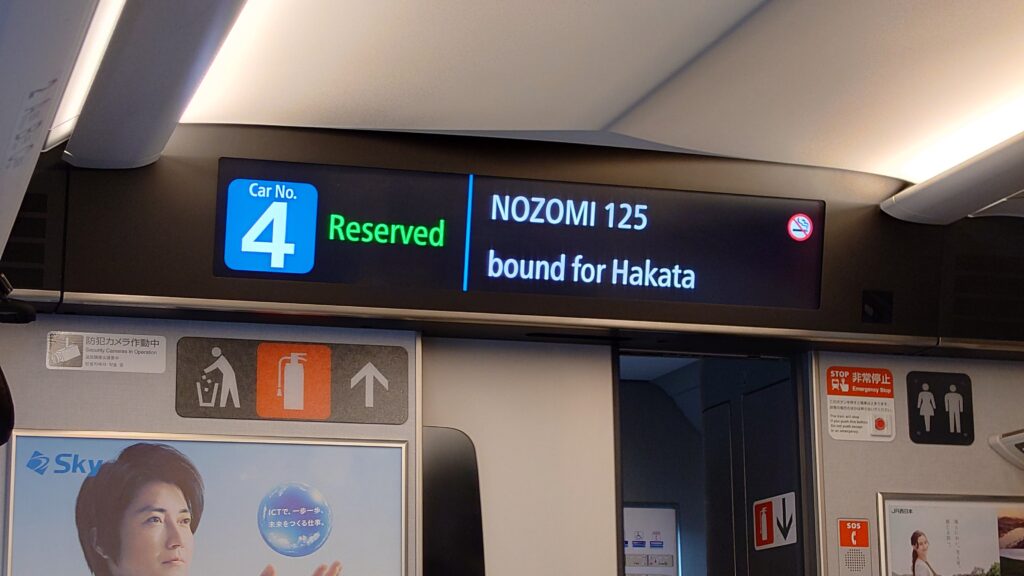 Car No.
4
Reserved
NOZOMI 125
bound for Hakata
防犯カメラ作動中
Security Cameras in Operation
STOP 非常停止
Emergency Stop
Sky
ICTで、一歩一歩
未来をつくる仕事。
SOS
JR西日本